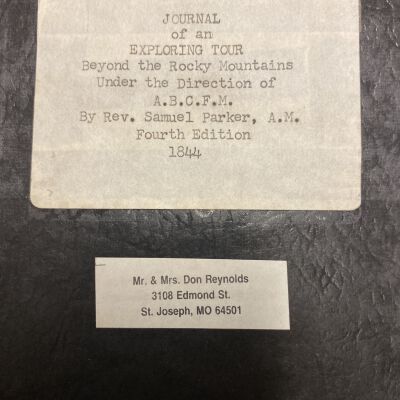 JOURNAL
of an
EXPLORING TOUR
Beyond the Rocky Mountains
Under the Direction of
A.B.C.F.M.
By Rev. Samuel Parker, A.M.
Fourth Edition
1844
Mr. & Mrs. Don Reynolds
3108 Edmond St.
St. Joseph, MO 64501